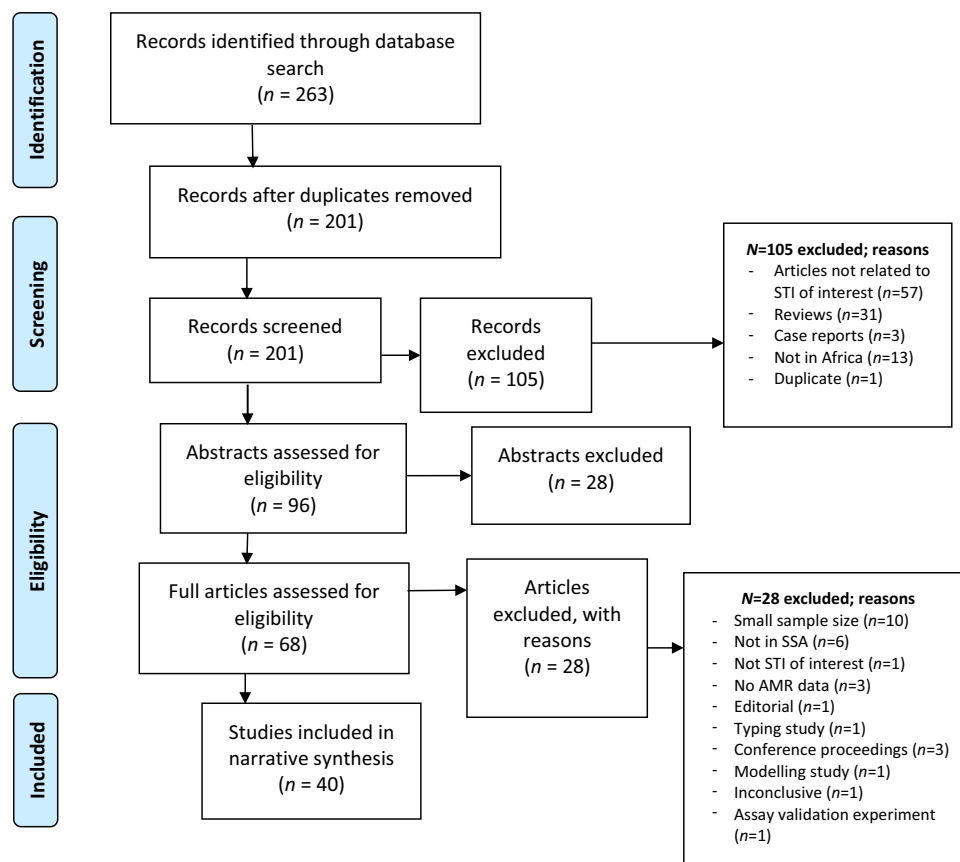 Identification
Records identified through database
search
(n = 263)
Records after duplicates removed
(n = 201)
Screening
Records screened
(n = 201)
Records
excluded
(n = 105)
N=105 excluded; reasons
- Articles not related to
STI of interest (n=57)
- Reviews (n=31)
- Case reports (n=3)
- Not in Africa (n=13)
- Duplicate (n=1)
Eligibility
Abstracts assessed for
eligibility
(n = 96)
Abstracts excluded
(n = 28)
Full articles assessed for
eligibility
(n = 68)
Articles
excluded, with
reasons
(n = 28)
N=28 excluded; reasons
- Small sample size (n=10)
- Not in SSA (n=6)
- Not STI of interest (n=1)
- No AMR data (n=3)
- Editorial (n=1)
- Typing study (n=1)
- Conference proceedings (n=3)
- Modelling study (n=1)
- Inconclusive (n=1)
- Assay validation experiment
(n=1)
Included
Studies included in
narrative synthesis
(n = 40)